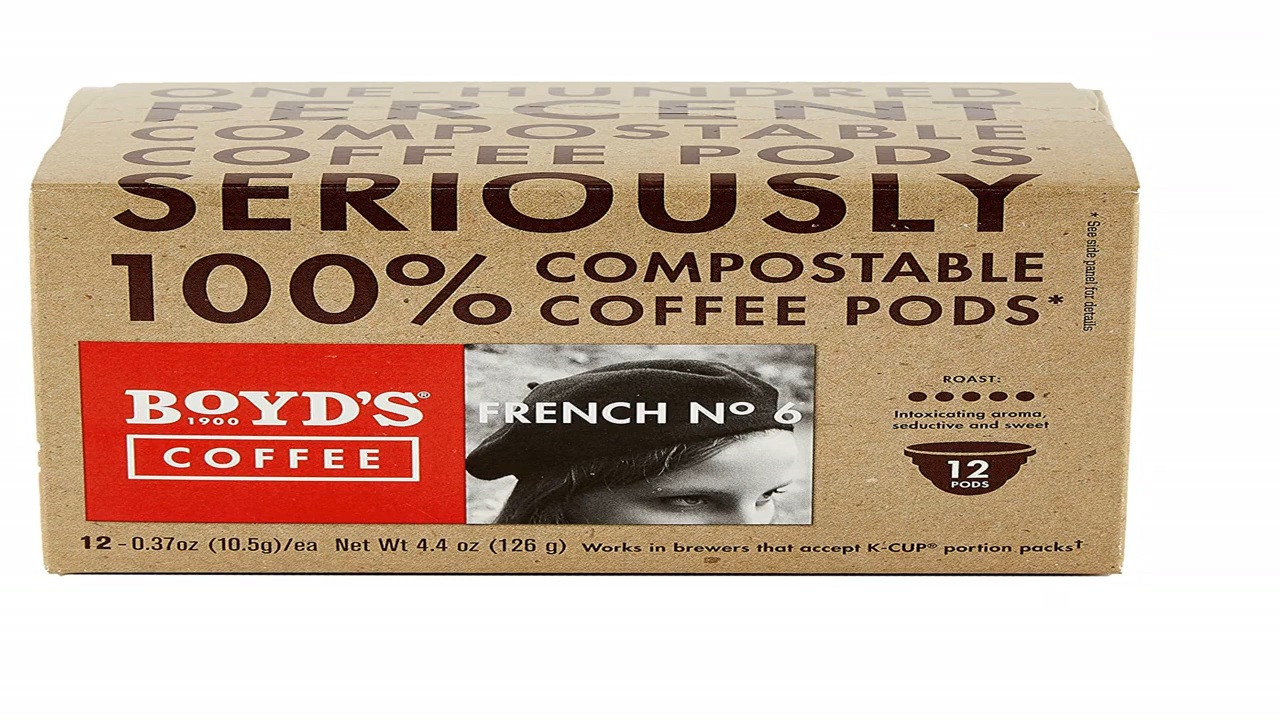 ONE-HUNDRED
PERCENT
COMPOSTABLE
COFFEE PODS*
SERIOUSLY
100% COMPOSTABLE
COFFEE PODS*
* See side panel for details
BOYD'S®
1900
COFFEE
FRENCH Nº 6
ROAST:
Intoxicating aroma,
seductive and sweet
12
PODS
12 - 0.37oz (10.5g)/ea Net Wt 4.4 oz (126 g) Works in brewers that accept K-CUP® portion packs†